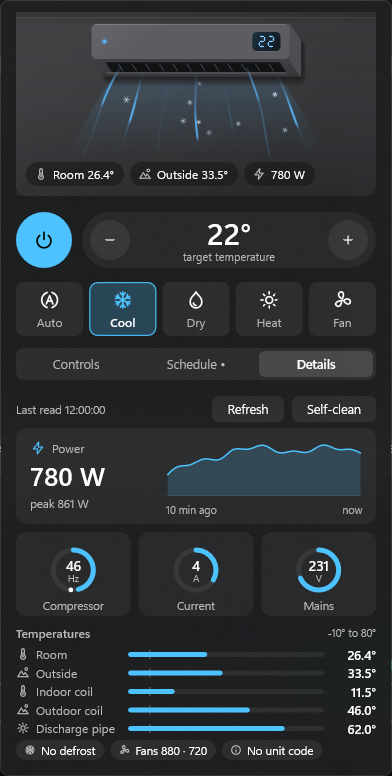 22
Room 26.4° Outside 33.5° 780 W
22°
target temperature
Auto Cool Dry Heat Fan
Controls Schedule • Details
Last read 12:00:00 Refresh Self-clean
Power
780 W
peak 861 W
10 min ago now
46 4 231
Hz A V
Compressor Current Mains
Temperatures -10° to 80°
Room 26.4°
Outside 33.5°
Indoor coil 11.5°
Outdoor coil 46.0°
Discharge pipe 62.0°
No defrost Fans 880 · 720 No unit code